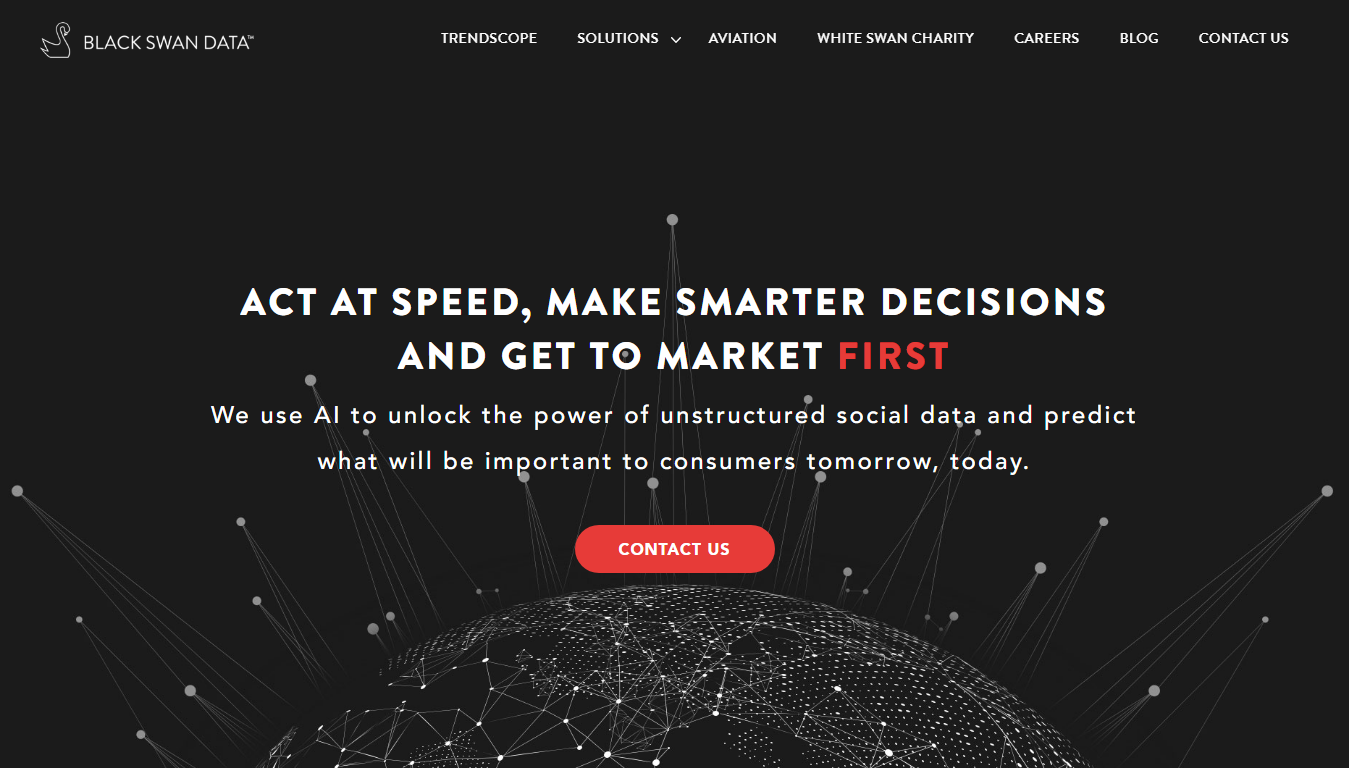 BLACK SWAN DATA™
TRENDSCOPE
SOLUTIONS
AVIATION
WHITE SWAN CHARITY
CAREERS
BLOG
CONTACT US
ACT AT SPEED, MAKE SMARTER DECISIONS
AND GET TO MARKET FIRST
We use AI to unlock the power of unstructured social data and predict
what will be important to consumers tomorrow, today.
CONTACT US